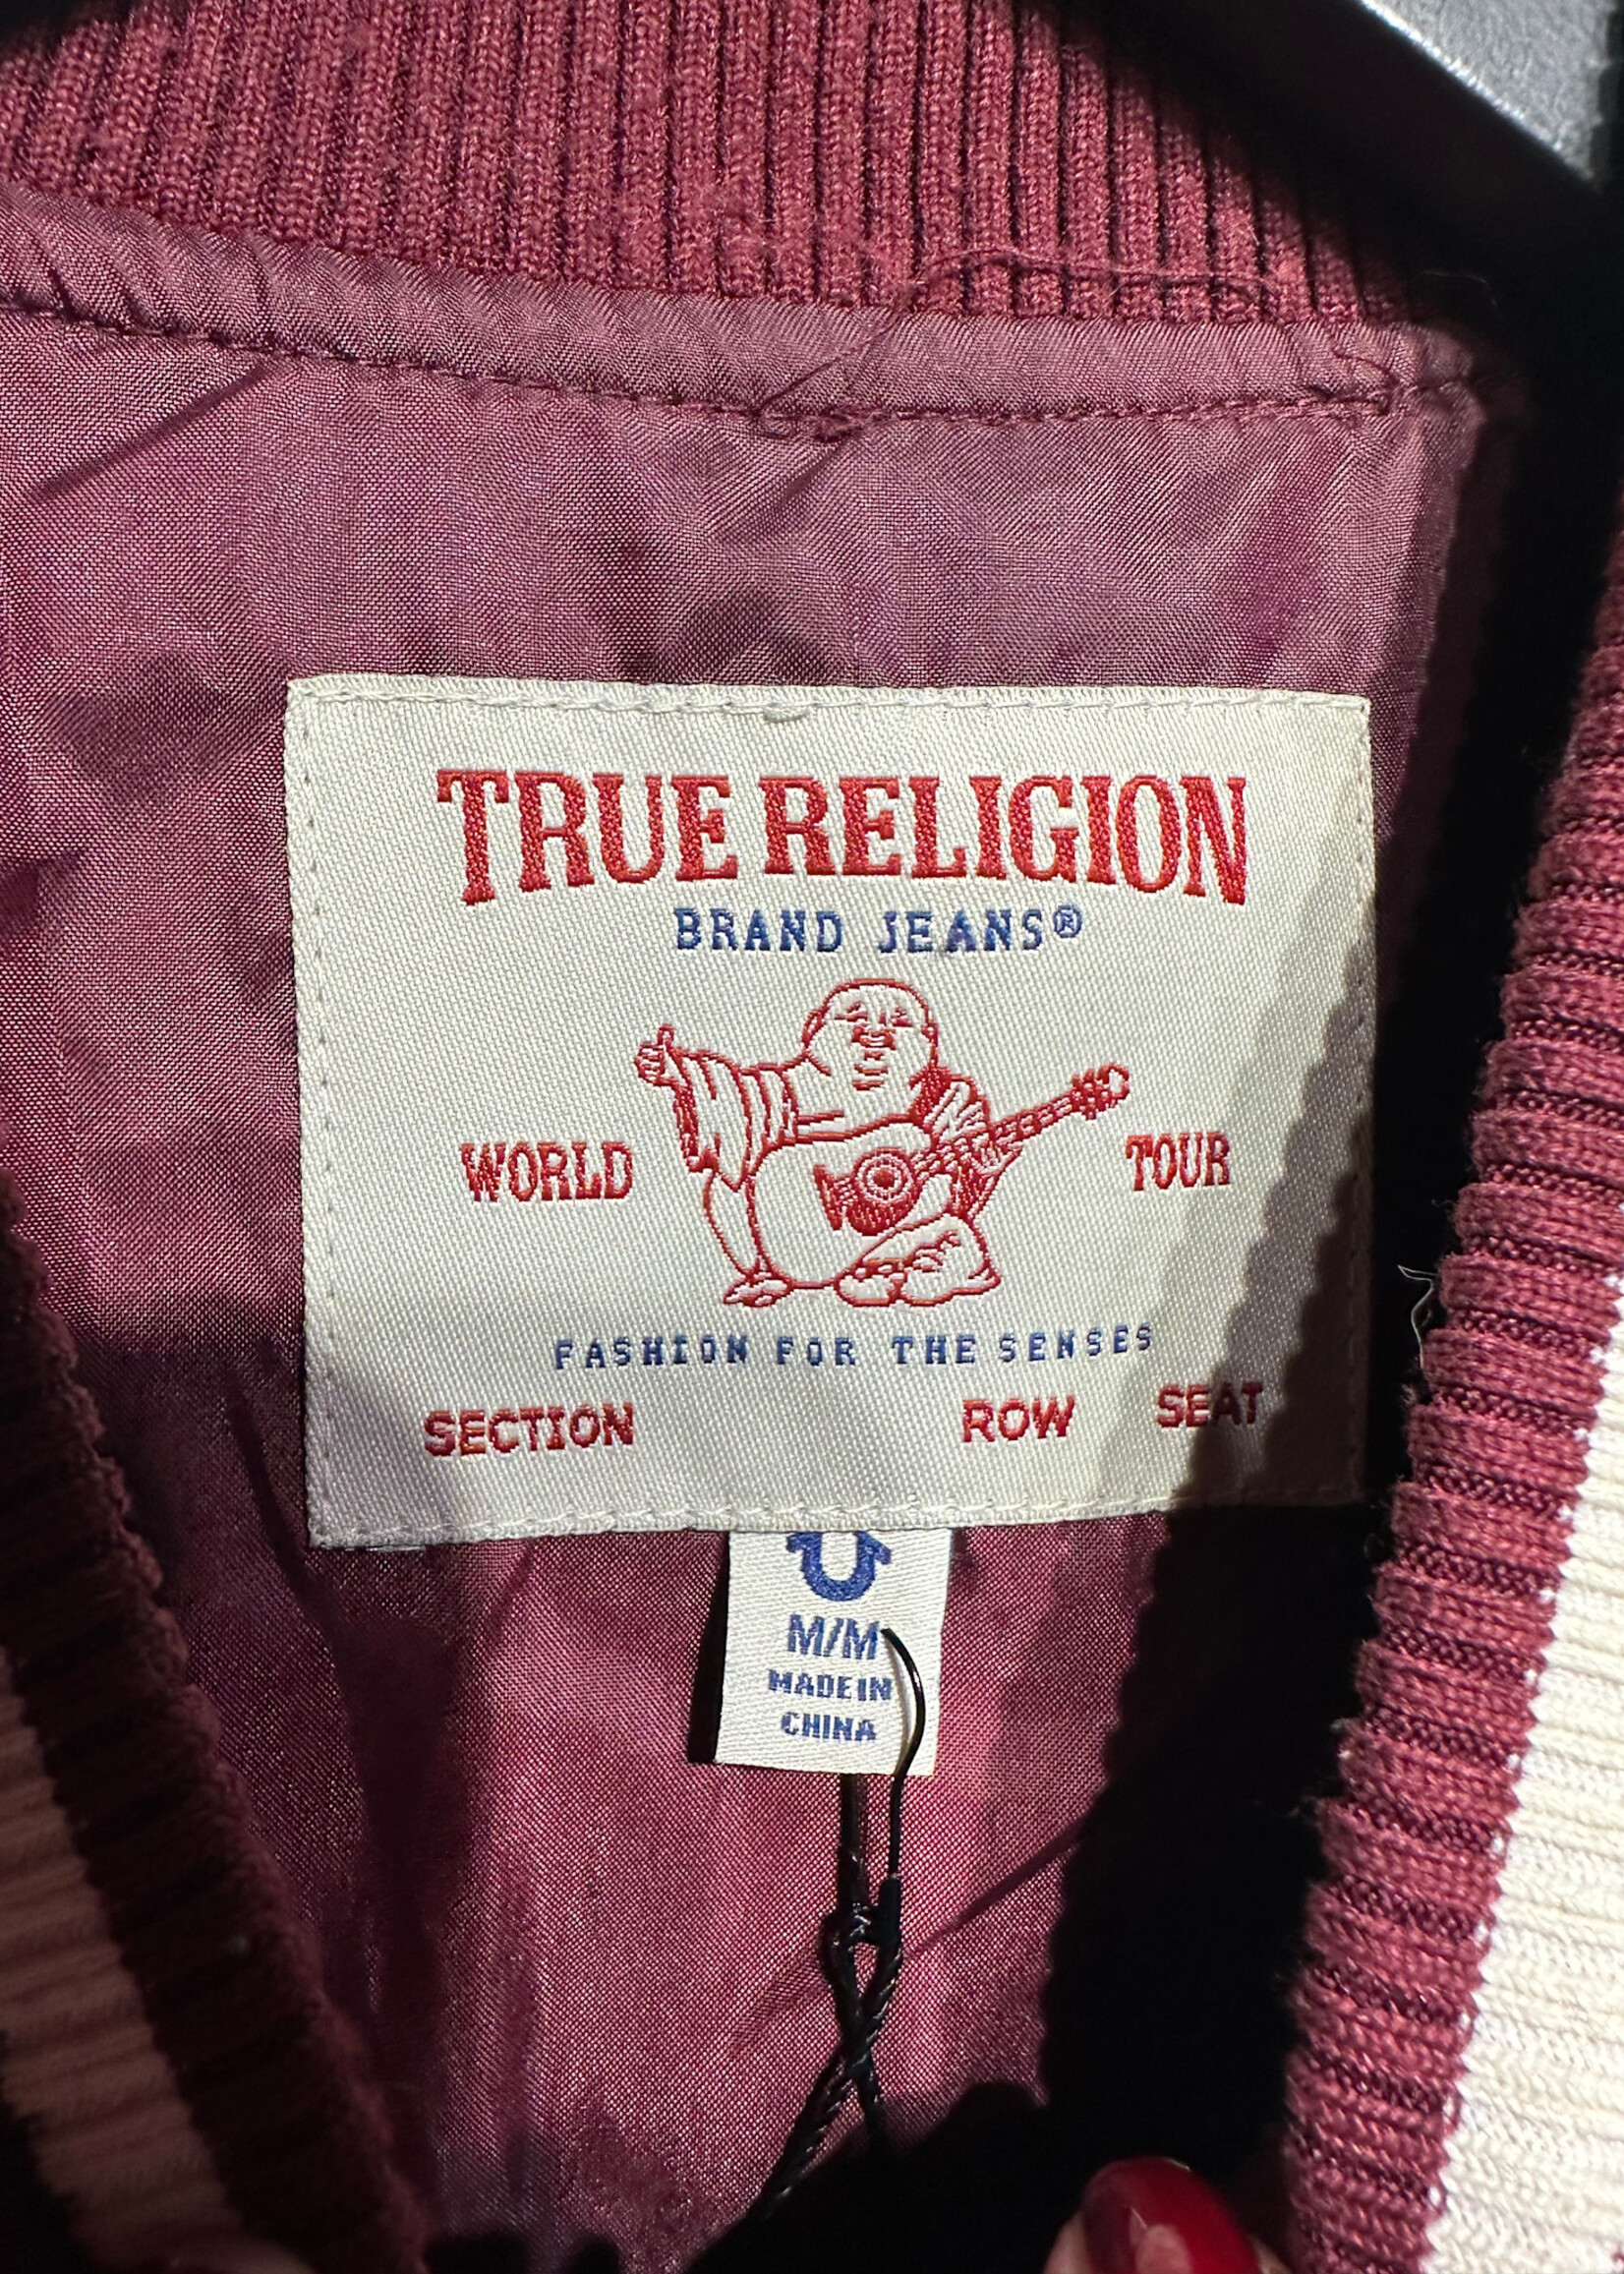 TRUE RELIGION
BRAND JEANS®
WORLD TOUR
FASHION FOR THE SENSES
SECTION ROW SEAT
M/M
MADE IN
CHINA